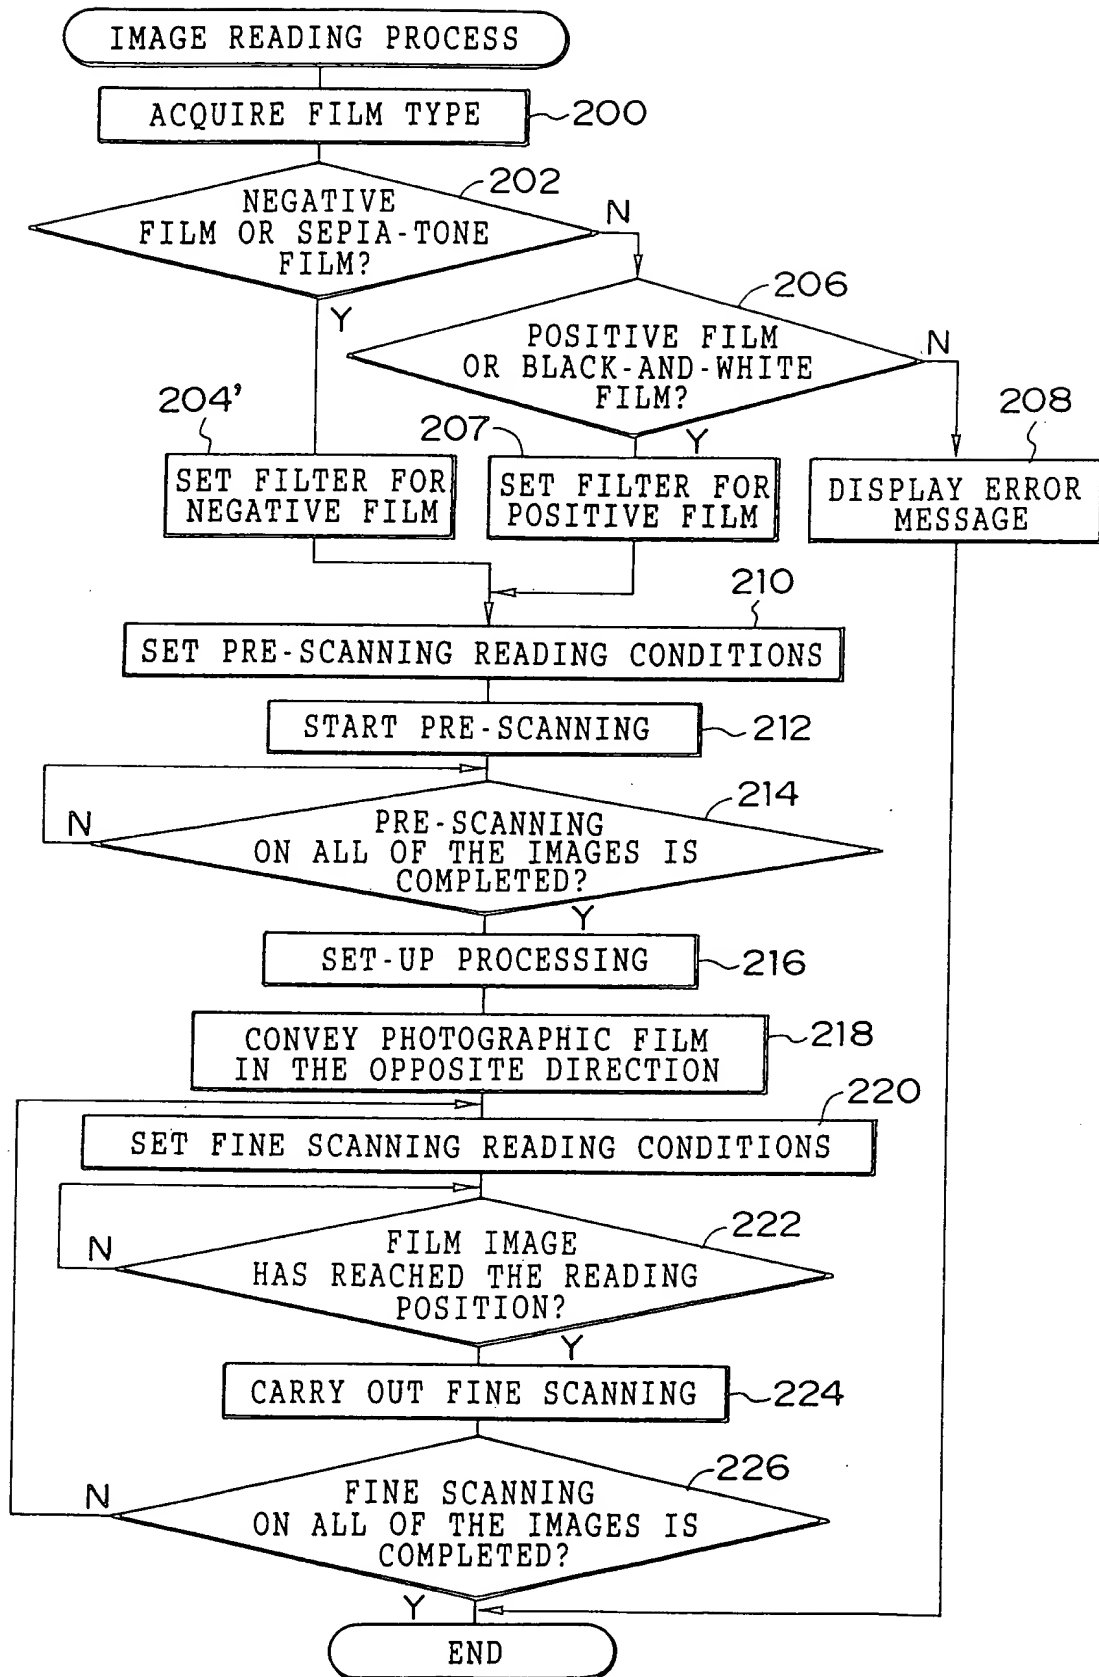 IMAGE READING PROCESS
ACQUIRE FILM TYPE
200
202
NEGATIVE
FILM OR SEPIA-TONE
FILM?
N
Y
206
POSITIVE FILM
OR BLACK-AND-WHITE
FILM?
N
Y
204'
SET FILTER FOR
NEGATIVE FILM
207
SET FILTER FOR
POSITIVE FILM
208
DISPLAY ERROR
MESSAGE
210
SET PRE-SCANNING READING CONDITIONS
START PRE-SCANNING
212
214
N
PRE-SCANNING
ON ALL OF THE IMAGES IS
COMPLETED?
Y
SET-UP PROCESSING
216
CONVEY PHOTOGRAPHIC FILM
IN THE OPPOSITE DIRECTION
218
220
SET FINE SCANNING READING CONDITIONS
222
N
FILM IMAGE
HAS REACHED THE READING
POSITION?
Y
CARRY OUT FINE SCANNING
224
226
N
FINE SCANNING
ON ALL OF THE IMAGES IS
COMPLETED?
Y
END